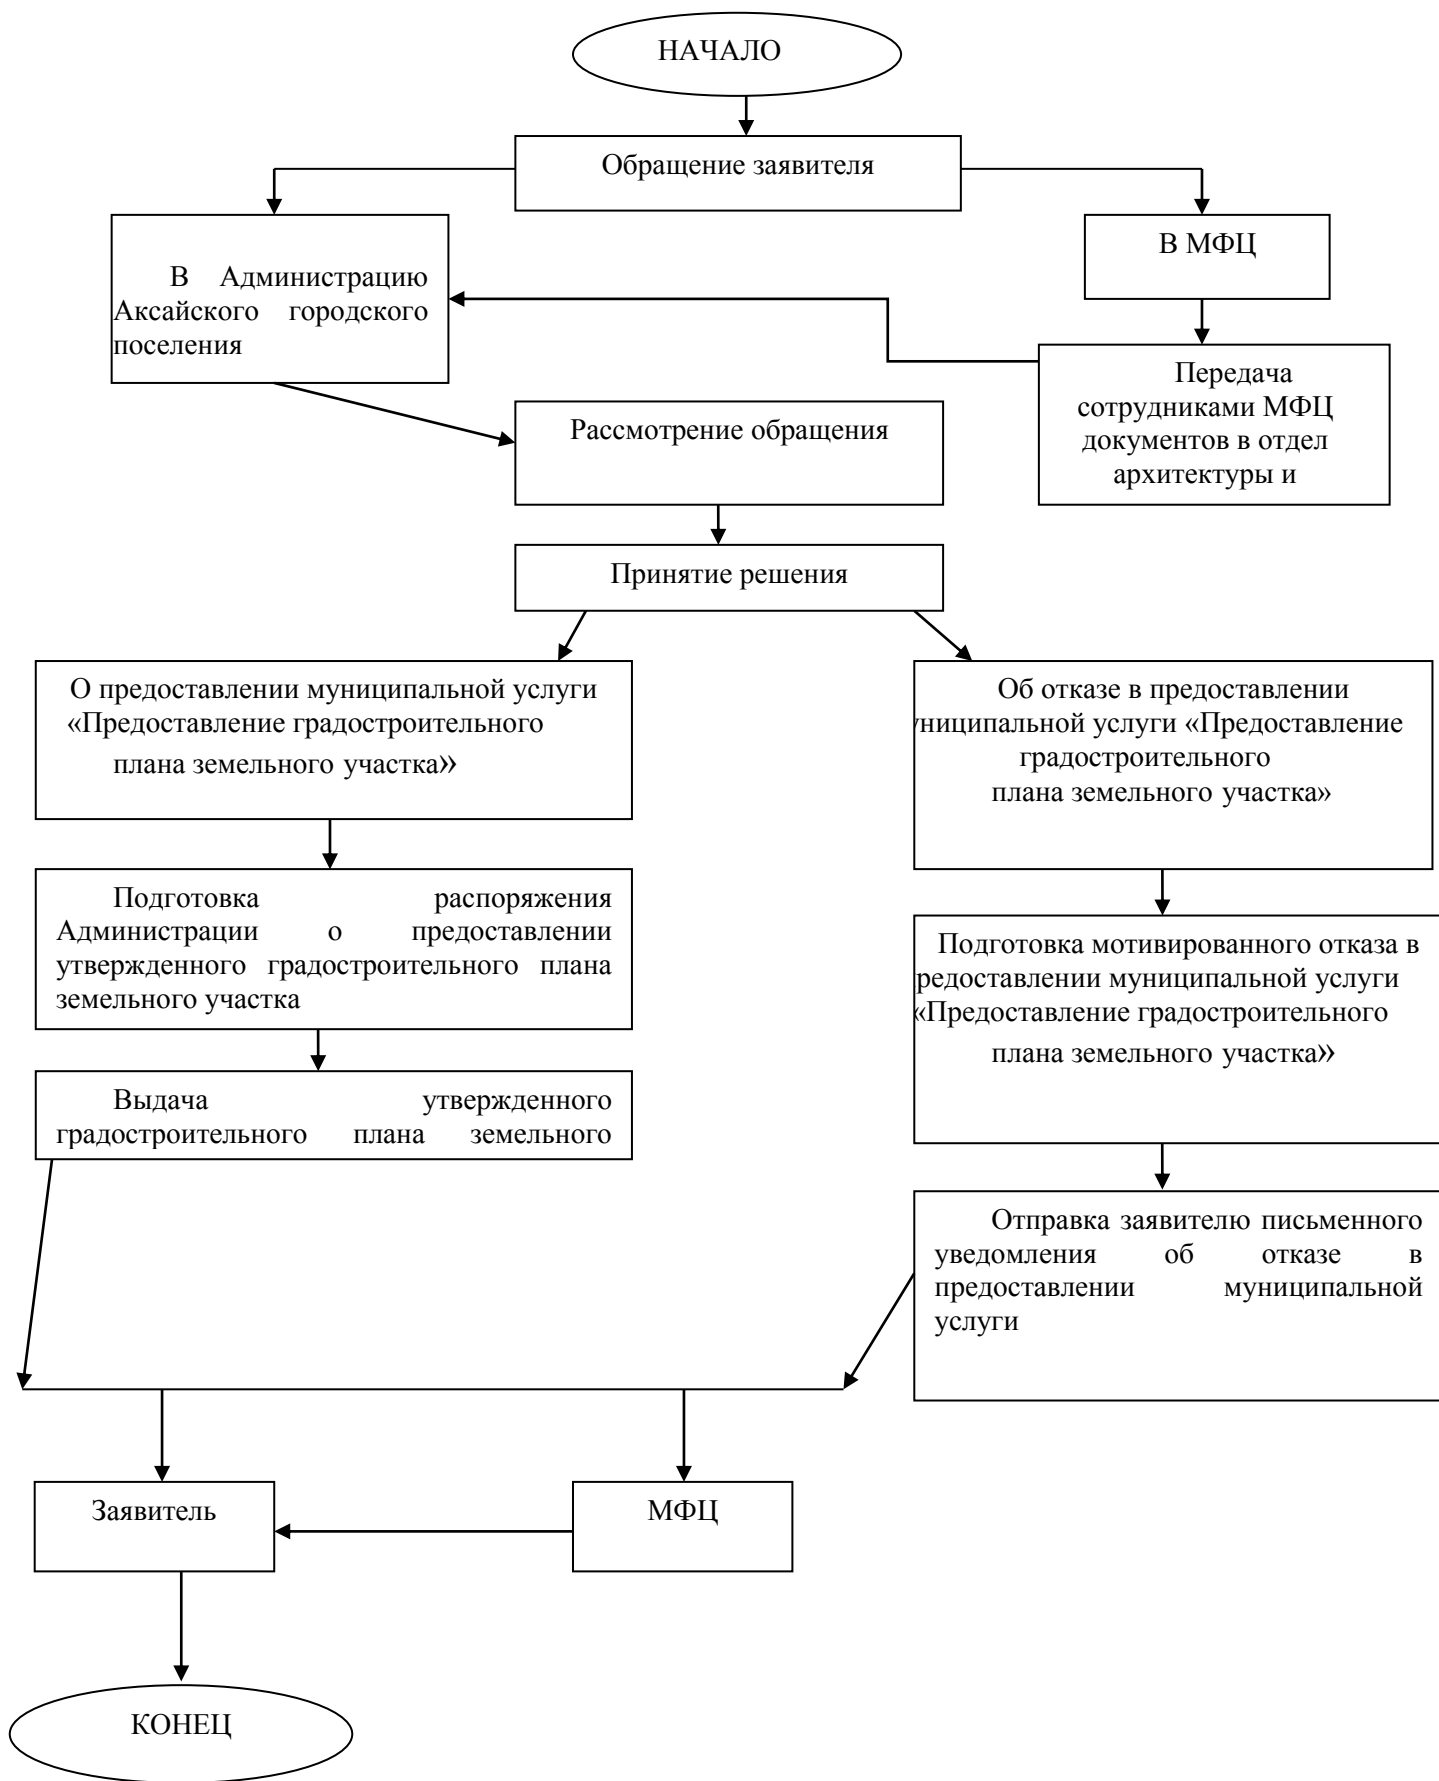 НАЧАЛО
Обращение заявителя
В Администрацию
Аксайского городского
поселения
В МФЦ
Передача
сотрудниками МФЦ
документов в отдел
архитектуры и
Рассмотрение обращения
Принятие решения
О предоставлении муниципальной услуги
«Предоставление градостроительного
плана земельного участка»
Об отказе в предоставлении
униципальной услуги «Предоставление
градостроительного
плана земельного участка»
Подготовка распоряжения
Администрации о предоставлении
утвержденного градостроительного плана
земельного участка
Подготовка мотивированного отказа в
редоставлении муниципальной услуги
«Предоставление градостроительного
плана земельного участка»
Выдача утвержденного
градостроительного плана земельного
Отправка заявителю письменного
уведомления об отказе в
предоставлении муниципальной
услуги
Заявитель
МФЦ
КОНЕЦ